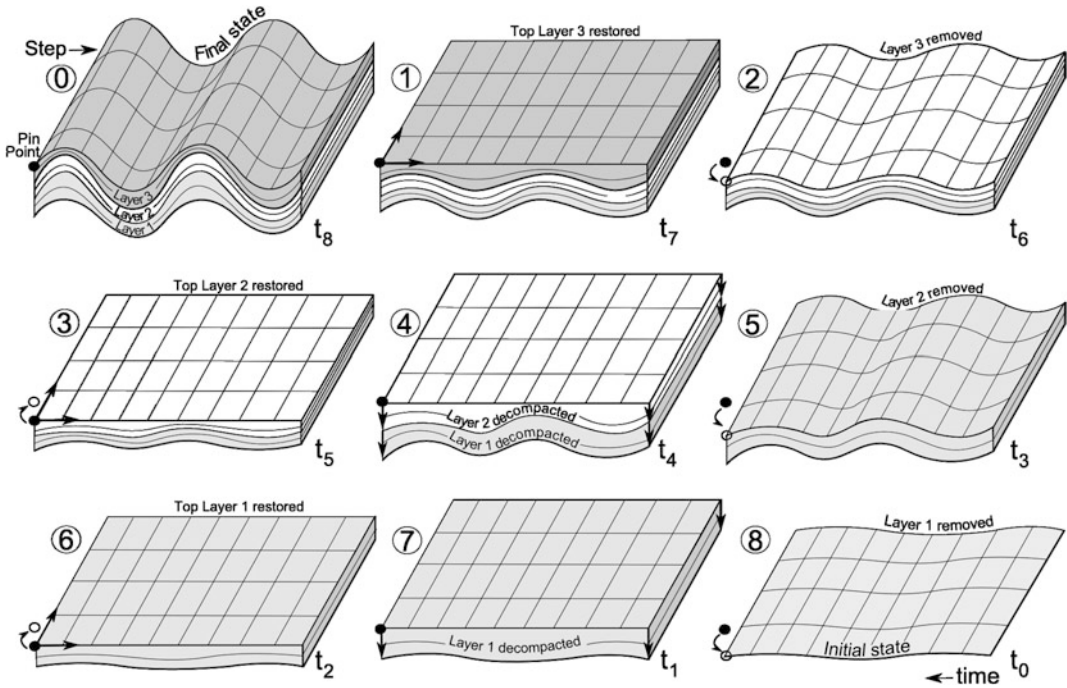 Step
0
Final state
Pin
Point
Layer 3
Layer 2
Layer 1
t8
Top Layer 3 restored
1
t7
Layer 3 removed
2
t6
Top Layer 2 restored
3
t5
4
Layer 2 decompacted
Layer 1 decompacted
t4
Layer 2 removed
5
t3
Top Layer 1 restored
6
t2
7
Layer 1 decompacted
t1
Layer 1 removed
8
Initial state
t0
←time